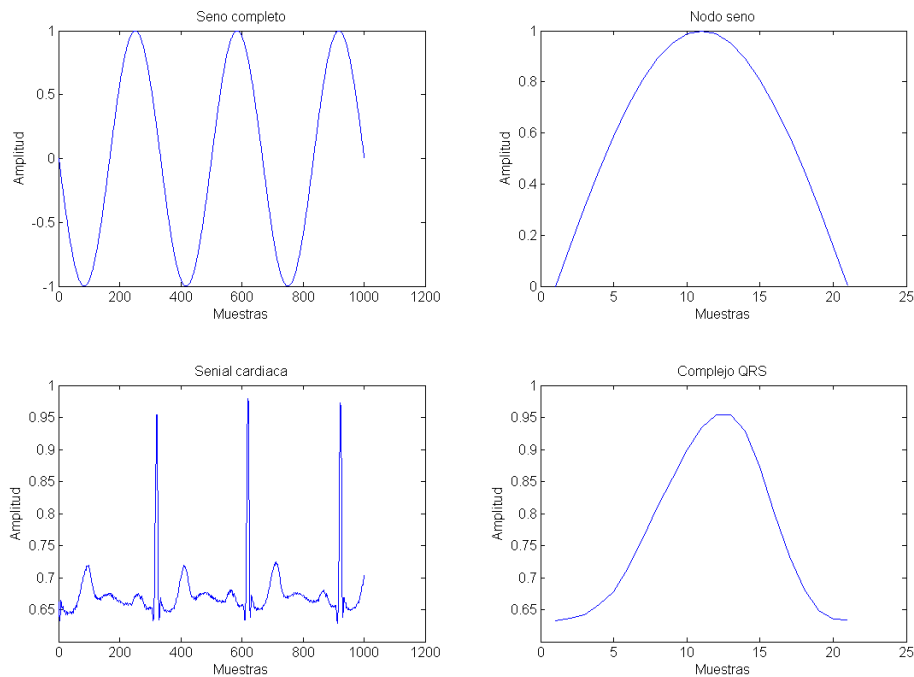 Seno completo
1
0.5
0
-0.5
-1
Amplitud
0 200 400 600 800 1000 1200
Muestras
Nodo seno
1
0.8
0.6
0.4
0.2
0
Amplitud
0 5 10 15 20 25
Muestras
Senial cardiaca
1
0.95
0.9
0.85
0.8
0.75
0.7
0.65
Amplitud
0 200 400 600 800 1000 1200
Muestras
Complejo QRS
1
0.95
0.9
0.85
0.8
0.75
0.7
0.65
Amplitud
0 5 10 15 20 25
Muestras